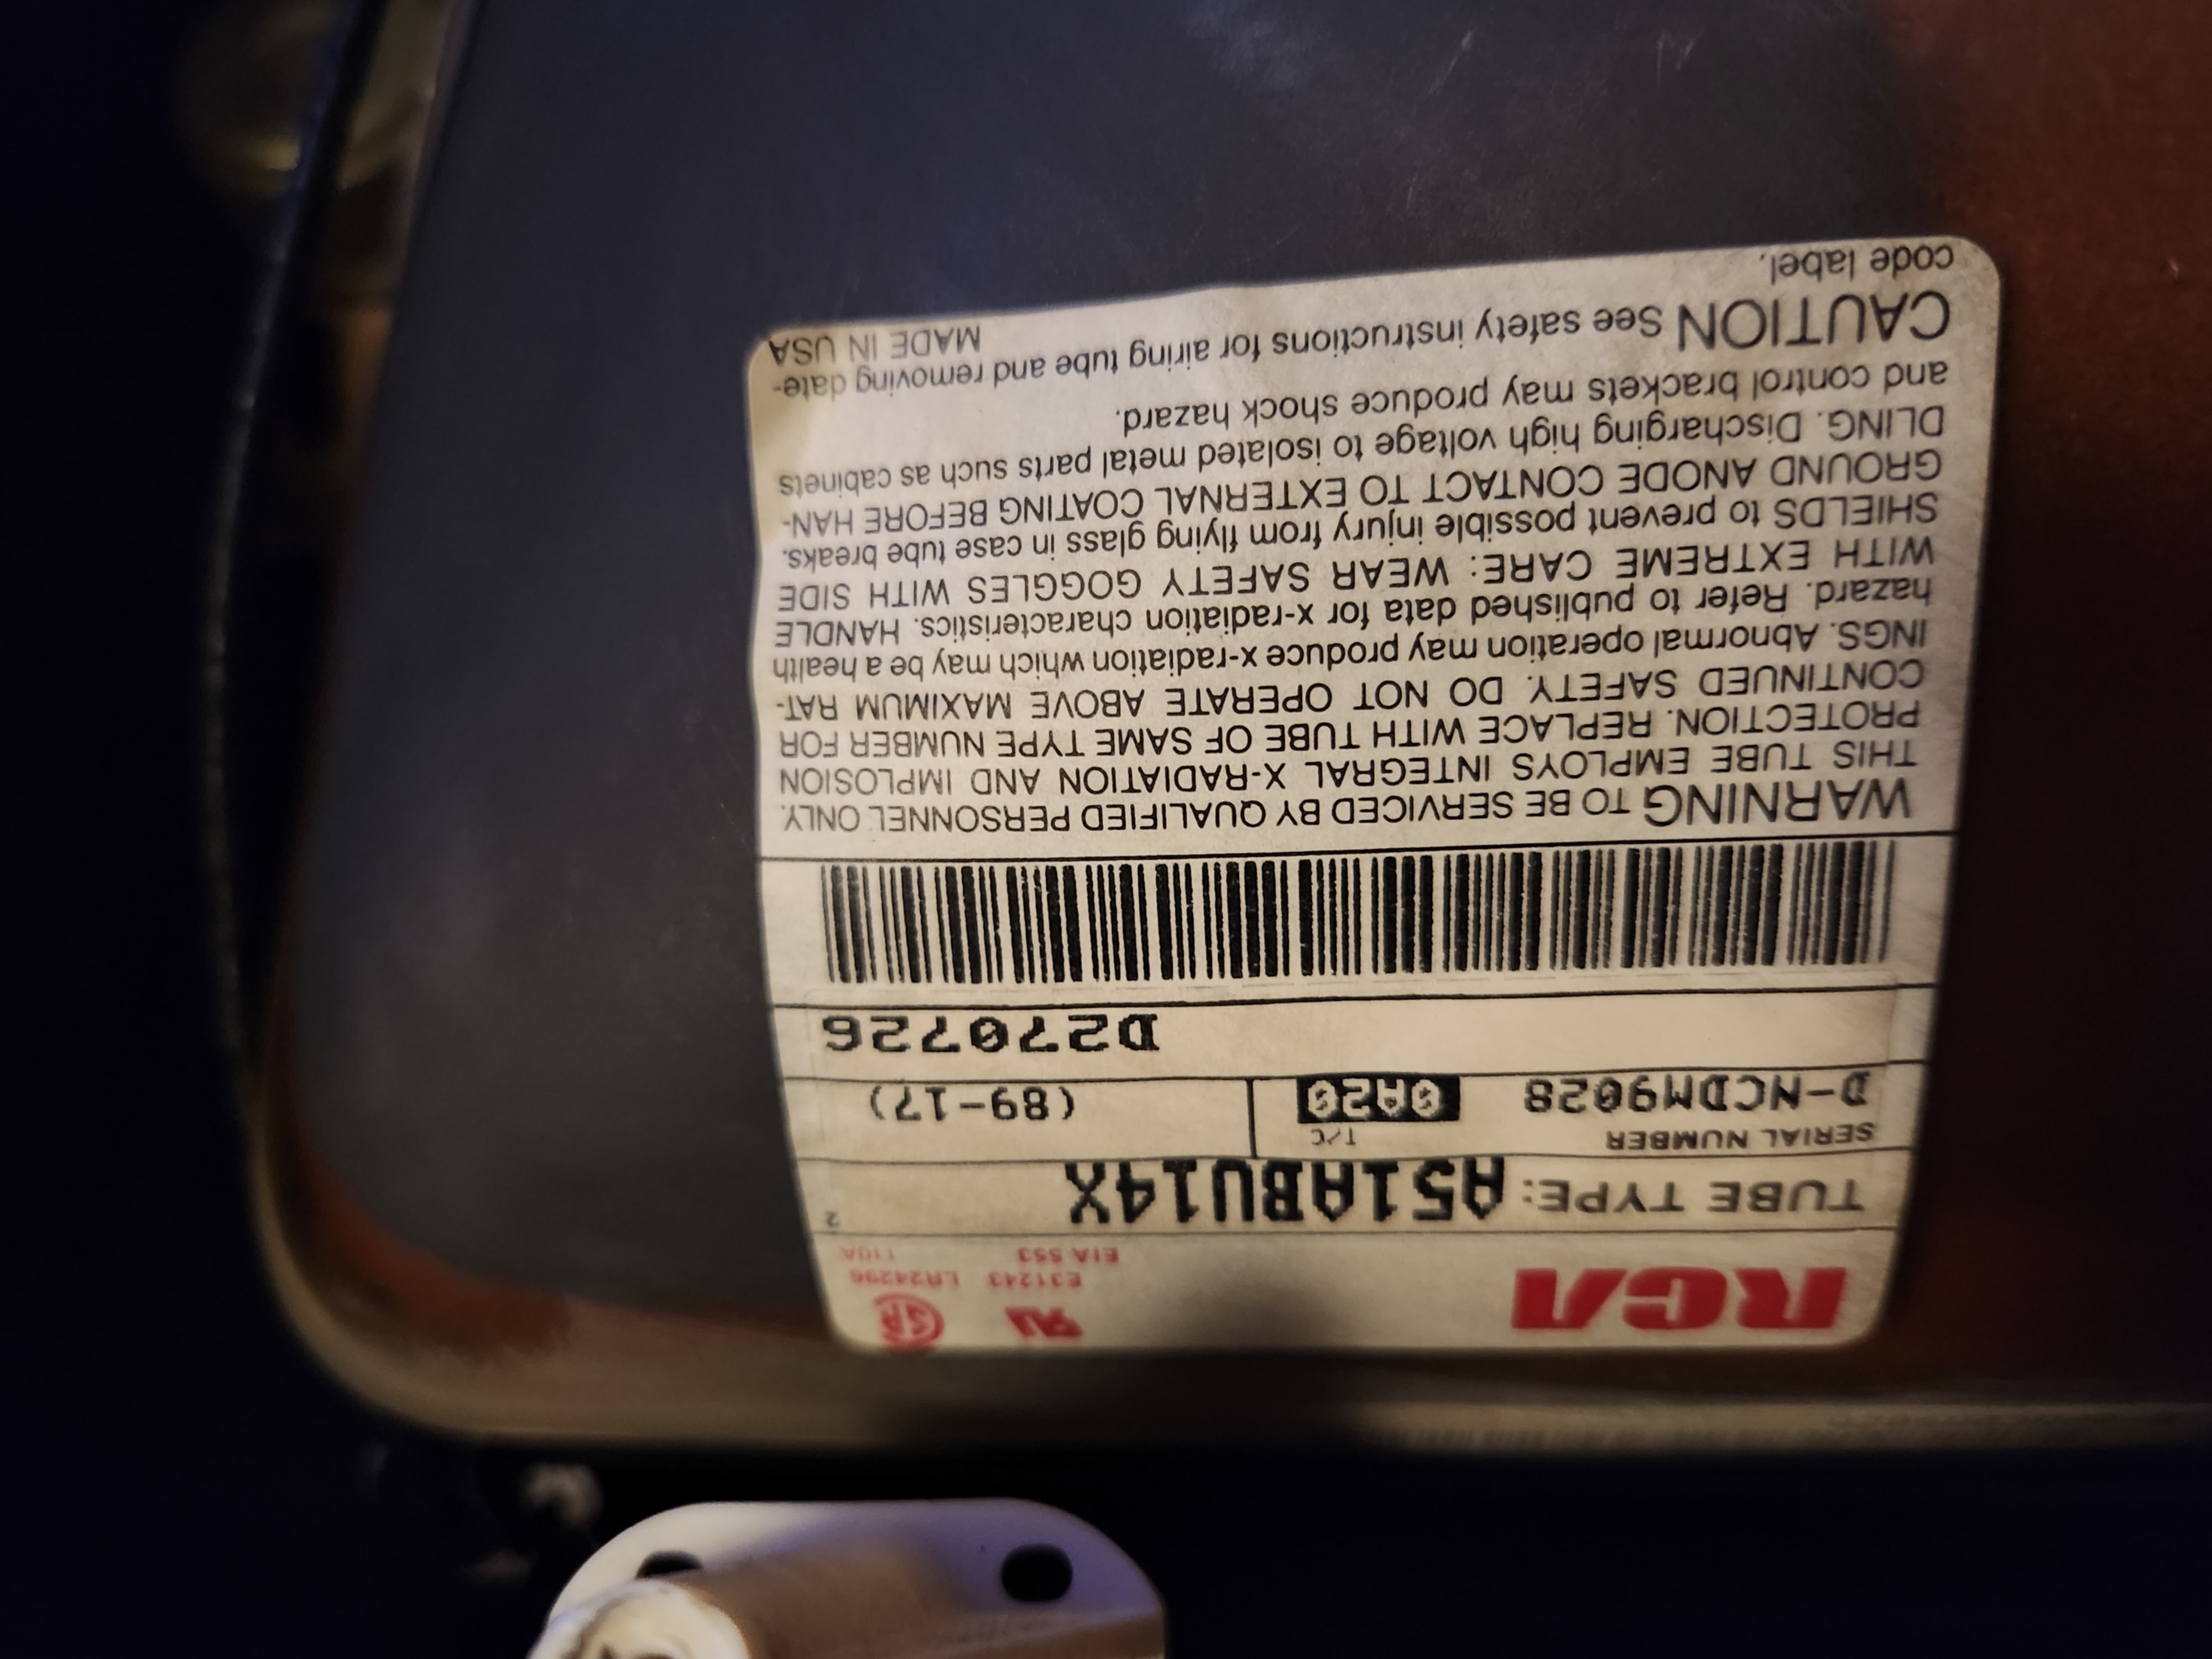 RCA
E31243 LR24296
EIA 553 110A
TUBE TYPE: A51ABU14X 2
SERIAL NUMBER T/C
D-NCDM9028 0A20 (89-17)
D270726
WARNING TO BE SERVICED BY QUALIFIED PERSONNEL ONLY.
THIS TUBE EMPLOYS INTEGRAL X-RADIATION AND IMPLOSION
PROTECTION. REPLACE WITH TUBE OF SAME TYPE NUMBER FOR
CONTINUED SAFETY. DO NOT OPERATE ABOVE MAXIMUM RAT-
INGS. Abnormal operation may produce x-radiation which may be a health
hazard. Refer to published data for x-radiation characteristics. HANDLE
WITH EXTREME CARE: WEAR SAFETY GOGGLES WITH SIDE
SHIELDS to prevent possible injury from flying glass in case tube breaks.
GROUND ANODE CONTACT TO EXTERNAL COATING BEFORE HAN-
DLING. Discharging high voltage to isolated metal parts such as cabinets
and control brackets may produce shock hazard.
CAUTION See safety instructions for airing tube and removing date-
code label. MADE IN USA